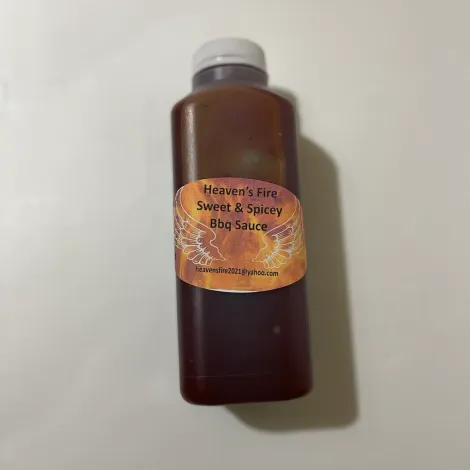 Heaven's Fire
Sweet & Spicey
Bbq Sauce
heavensfire2021@yahoo.com